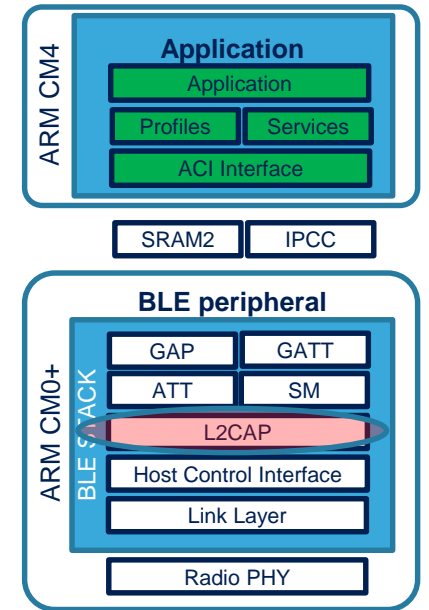 ARM CM4
Application
Application
Profiles Services
ACI Interface
SRAM2 IPCC
ARM CM0+
BLE peripheral
BLE STACK
GAP GATT
ATT SM
L2CAP
Host Control Interface
Link Layer
Radio PHY